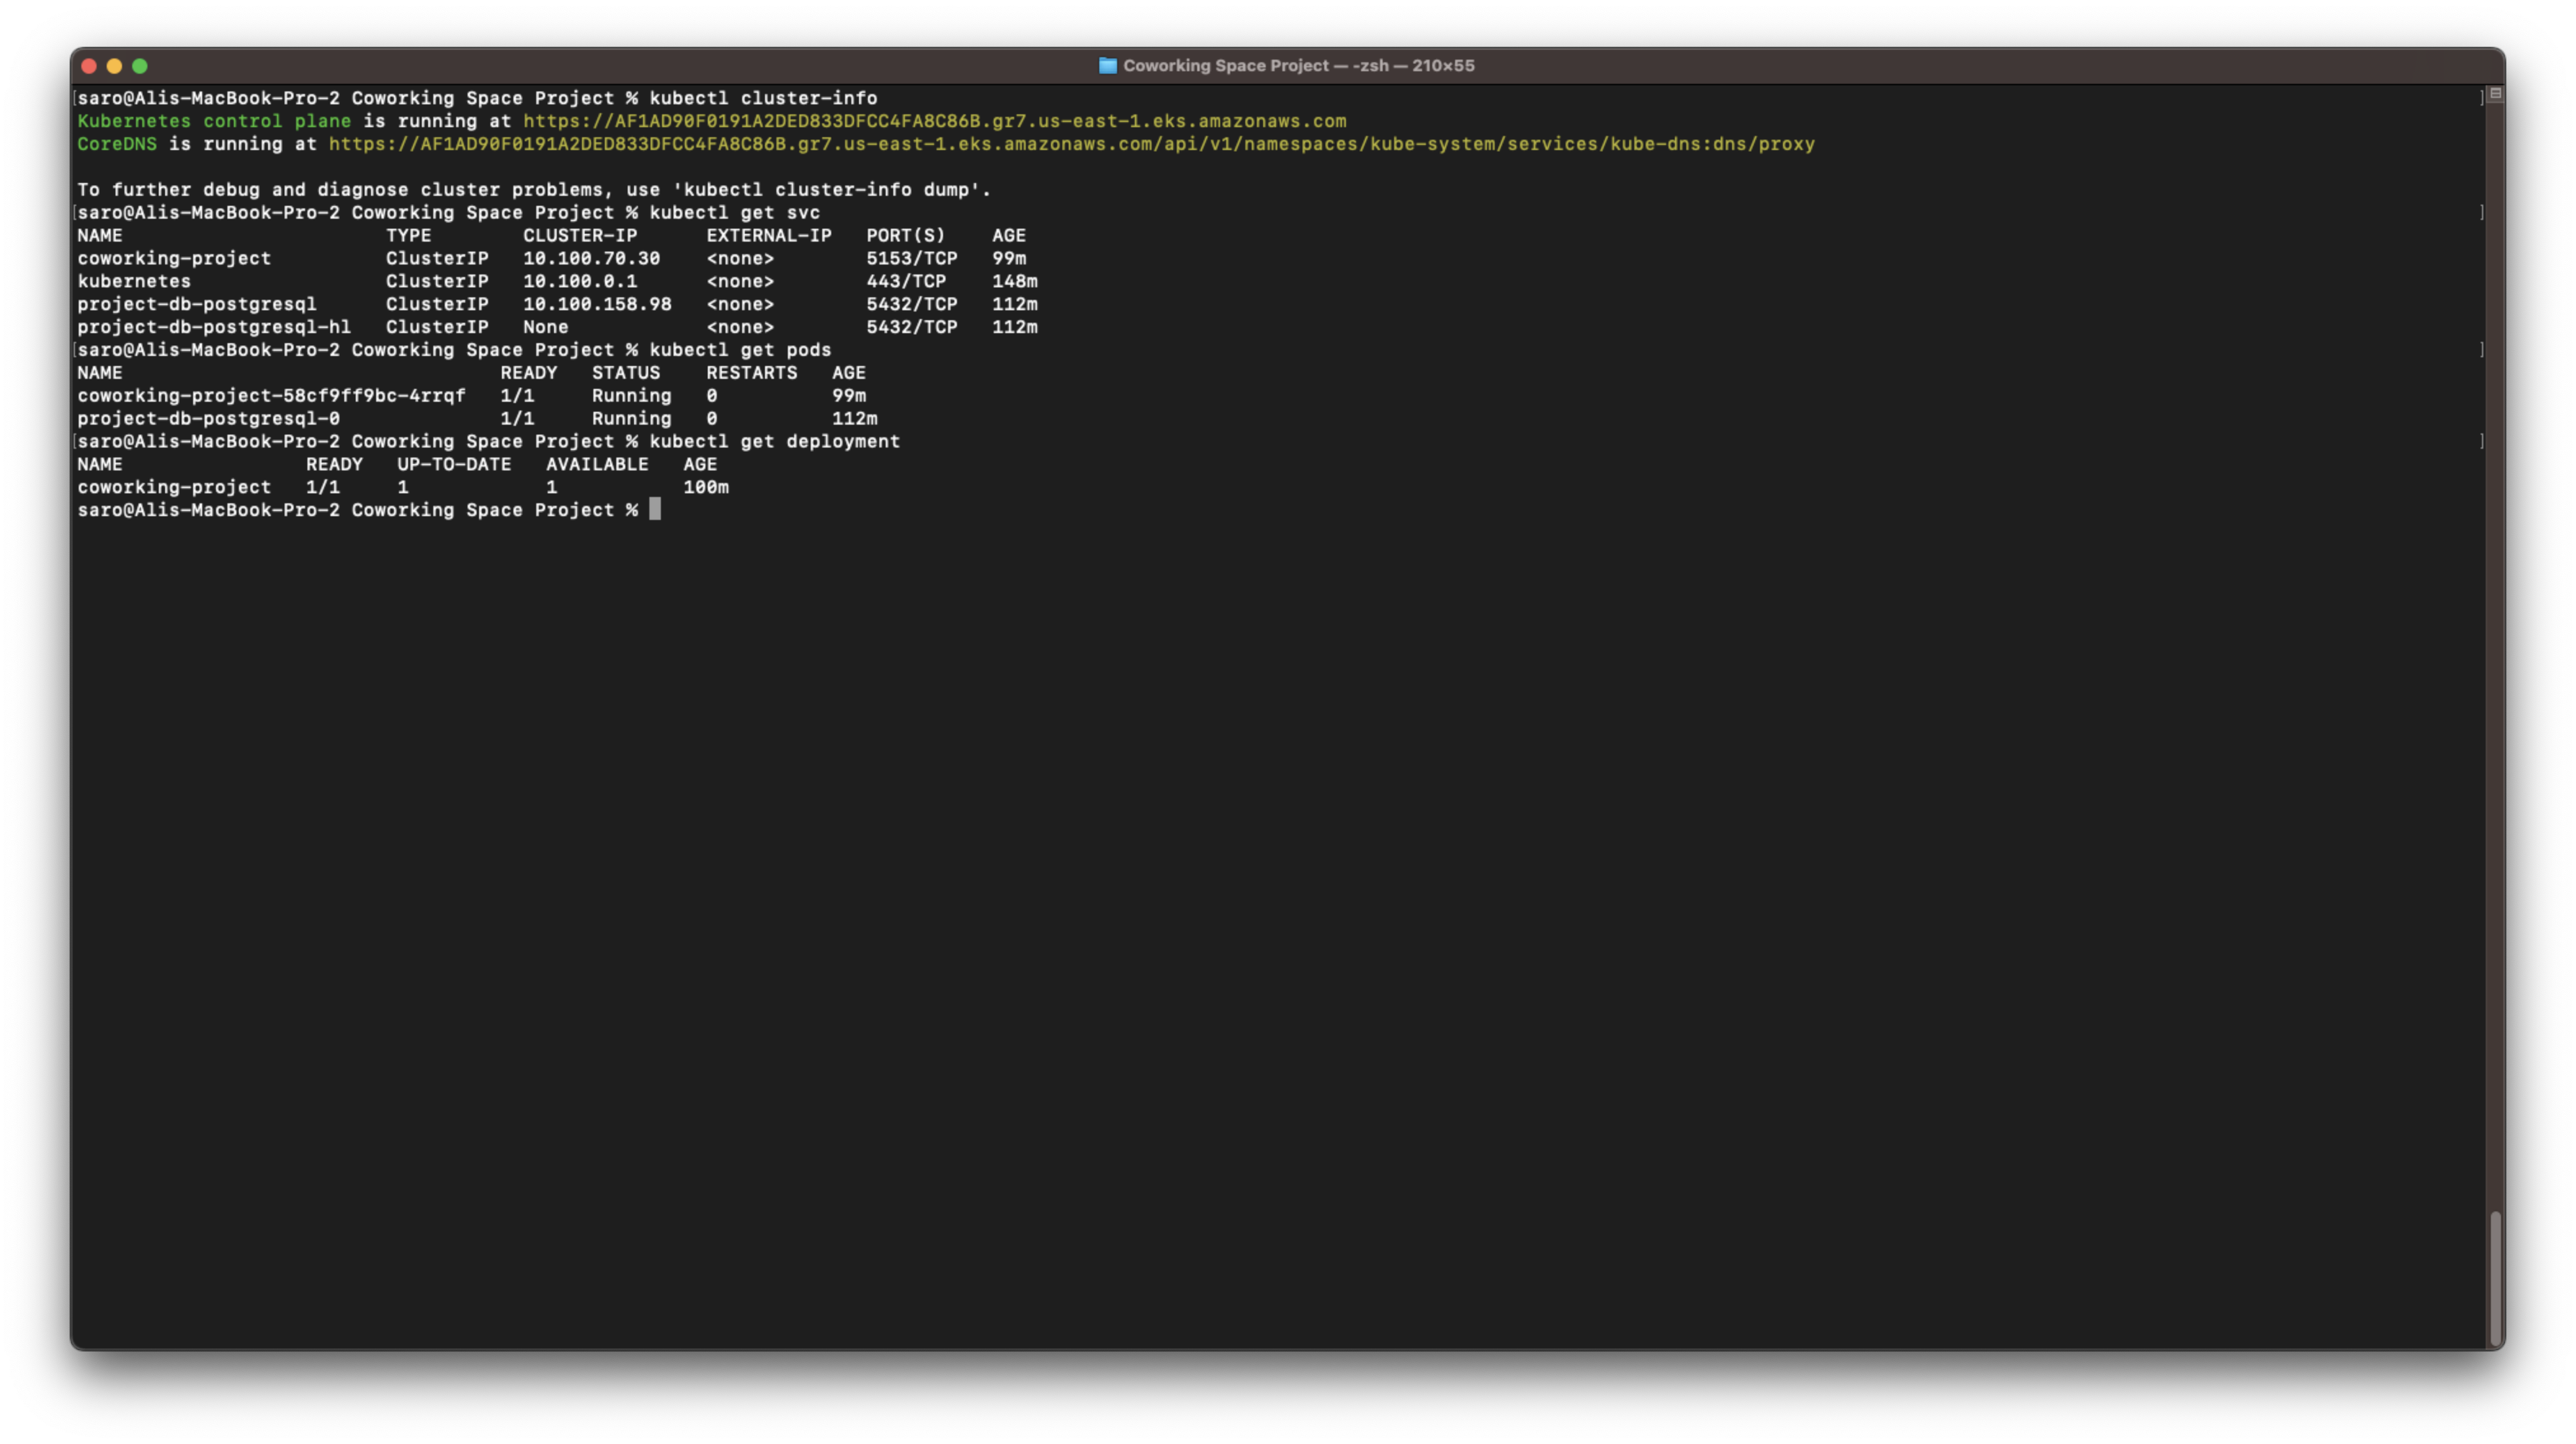 Coworking Space Project — -zsh — 210×55
[saro@Alis-MacBook-Pro-2 Coworking Space Project % kubectl cluster-info ]
Kubernetes control plane is running at https://AF1AD90F0191A2DED833DFCC4FA8C86B.gr7.us-east-1.eks.amazonaws.com
CoreDNS is running at https://AF1AD90F0191A2DED833DFCC4FA8C86B.gr7.us-east-1.eks.amazonaws.com/api/v1/namespaces/kube-system/services/kube-dns:dns/proxy
To further debug and diagnose cluster problems, use 'kubectl cluster-info dump'.
[saro@Alis-MacBook-Pro-2 Coworking Space Project % kubectl get svc ]
NAME TYPE CLUSTER-IP EXTERNAL-IP PORT(S) AGE
coworking-project ClusterIP 10.100.70.30 <none> 5153/TCP 99m
kubernetes ClusterIP 10.100.0.1 <none> 443/TCP 148m
project-db-postgresql ClusterIP 10.100.158.98 <none> 5432/TCP 112m
project-db-postgresql-hl ClusterIP None <none> 5432/TCP 112m
[saro@Alis-MacBook-Pro-2 Coworking Space Project % kubectl get pods ]
NAME READY STATUS RESTARTS AGE
coworking-project-58cf9ff9bc-4rrqf 1/1 Running 0 99m
project-db-postgresql-0 1/1 Running 0 112m
[saro@Alis-MacBook-Pro-2 Coworking Space Project % kubectl get deployment ]
NAME READY UP-TO-DATE AVAILABLE AGE
coworking-project 1/1 1 1 100m
saro@Alis-MacBook-Pro-2 Coworking Space Project %